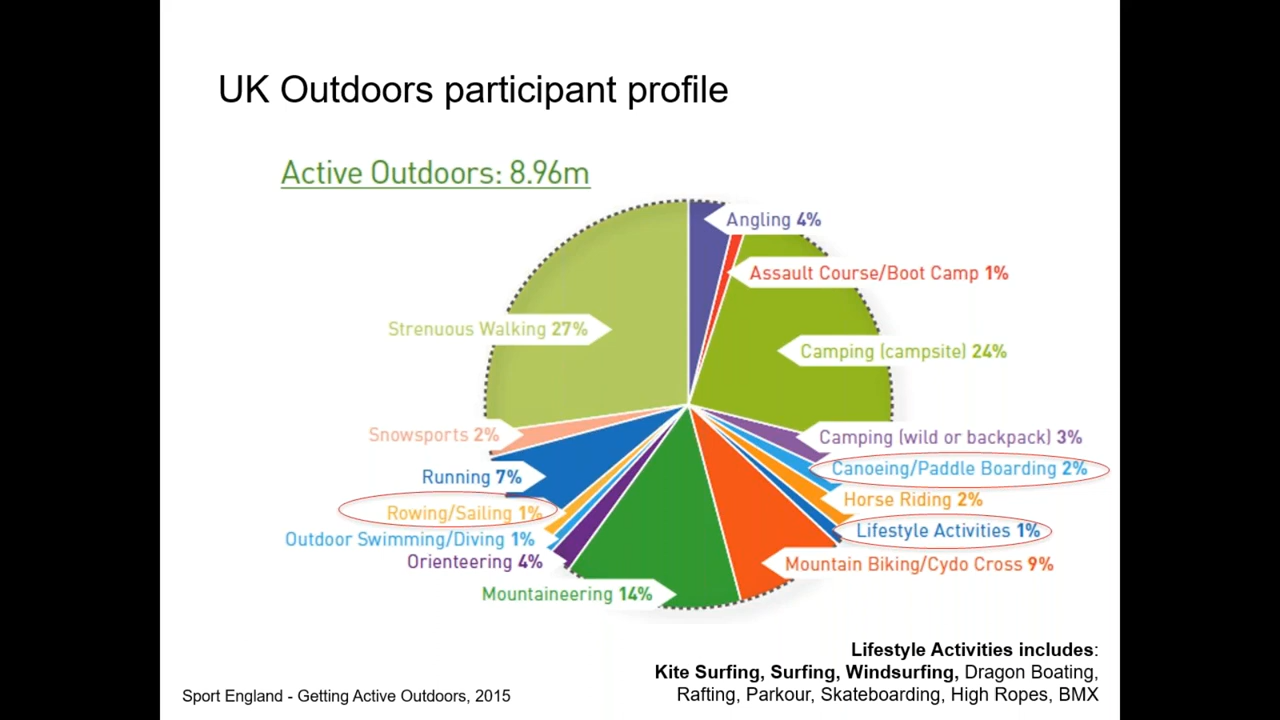 UK Outdoors participant profile
Active Outdoors: 8.96m
Angling 4%
Assault Course/Boot Camp 1%
Strenuous Walking 27%
Camping (campsite) 24%
Snowsports 2%
Camping (wild or backpack) 3%
Canoeing/Paddle Boarding 2%
Running 7%
Horse Riding 2%
Rowing/Sailing 1%
Lifestyle Activities 1%
Outdoor Swimming/Diving 1%
Orienteering 4%
Mountain Biking/Cydo Cross 9%
Mountaineering 14%
Lifestyle Activities includes:
Kite Surfing, Surfing, Windsurfing, Dragon Boating,
Rafting, Parkour, Skateboarding, High Ropes, BMX
Sport England - Getting Active Outdoors, 2015